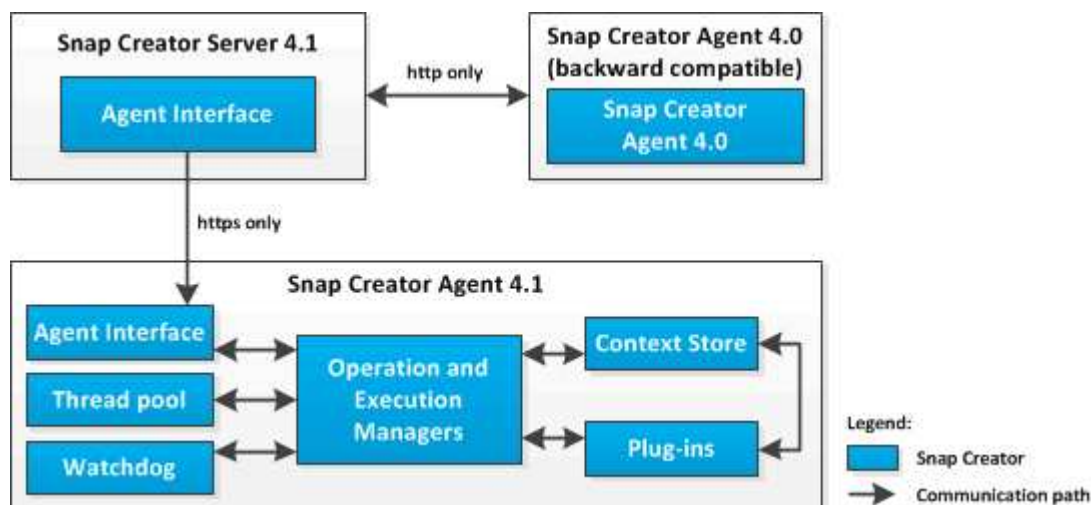 Snap Creator Server 4.1
Agent Interface
http only
Snap Creator Agent 4.0
(backward compatible)
Snap Creator
Agent 4.0
https only
Snap Creator Agent 4.1
Agent Interface
Thread pool
Watchdog
Operation and
Execution
Managers
Context Store
Plug-ins
Legend:
Snap Creator
Communication path